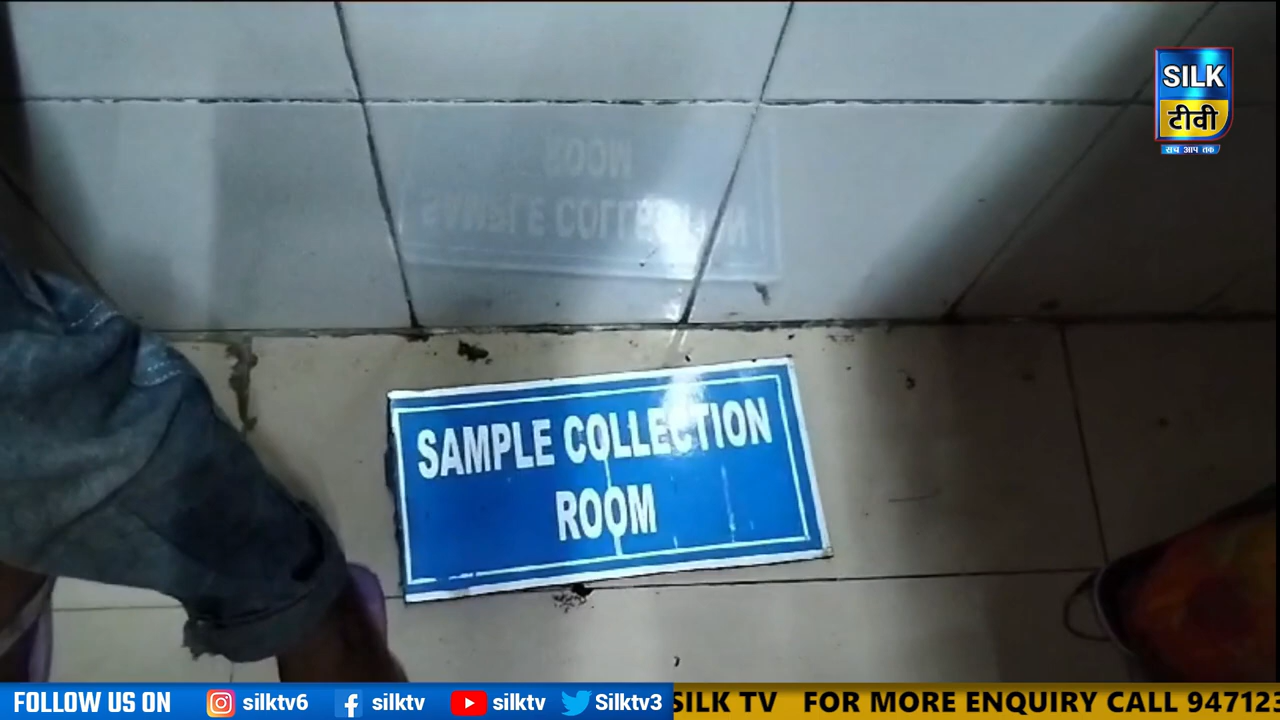 SILK
टीवी
सच आप तक
SAMPLE COLLECTION
ROOM
FOLLOW US ON silktv6 silktv silktv Silktv3 SILK TV FOR MORE ENQUIRY CALL 94712